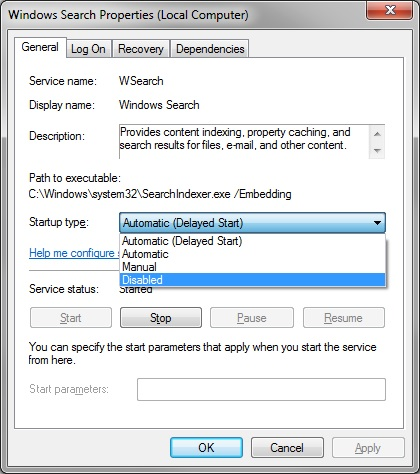 Windows Search Properties (Local Computer)
General Log On Recovery Dependencies
Service name: WSearch
Display name: Windows Search
Description: Provides content indexing, property caching, and
search results for files, e-mail, and other content.
Path to executable:
C:\Windows\system32\SearchIndexer.exe /Embedding
Startup type: Automatic (Delayed Start)
Automatic (Delayed Start)
Automatic
Help me configure
Manual
Disabled
Service status: Started
Start Stop Pause Resume
You can specify the start parameters that apply when you start the service
from here.
Start parameters:
OK Cancel Apply